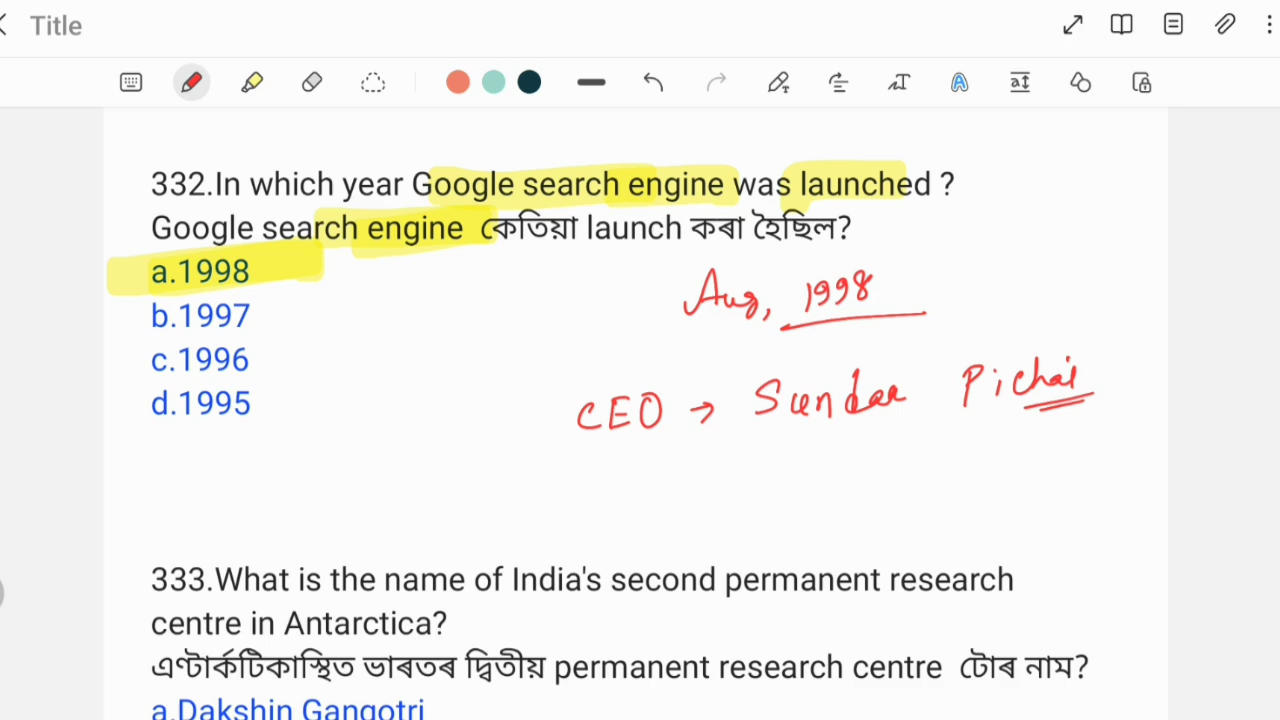 Title
332.In which year Google search engine was launched ?
Google search engine কেতিয়া launch কৰা হৈছিল?
a.1998
Aug, 1998
b.1997
c.1996
d.1995
CEO → Sundar Pichai
333.What is the name of India's second permanent research
centre in Antarctica?
এণ্টাৰ্কটিকাস্থিত ভাৰতৰ দ্বিতীয় permanent research centre টোৰ নাম?
a.Dakshin Gangotri